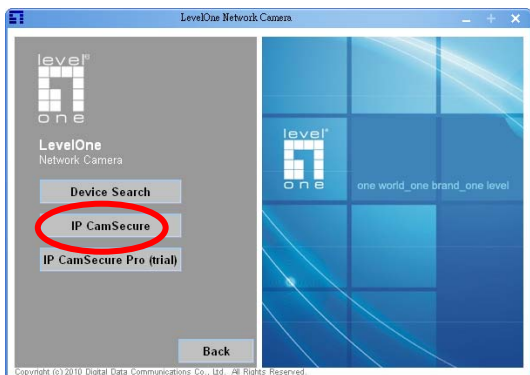 LevelOne Network Camera
level®
one
LevelOne
Network Camera
Device Search
IP CamSecure
IP CamSecure Pro (trial)
Back
level®
one
one world_one brand_one level
Copyright (c) 2010 Digital Data Communications Co., Ltd. All Rights Reserved.